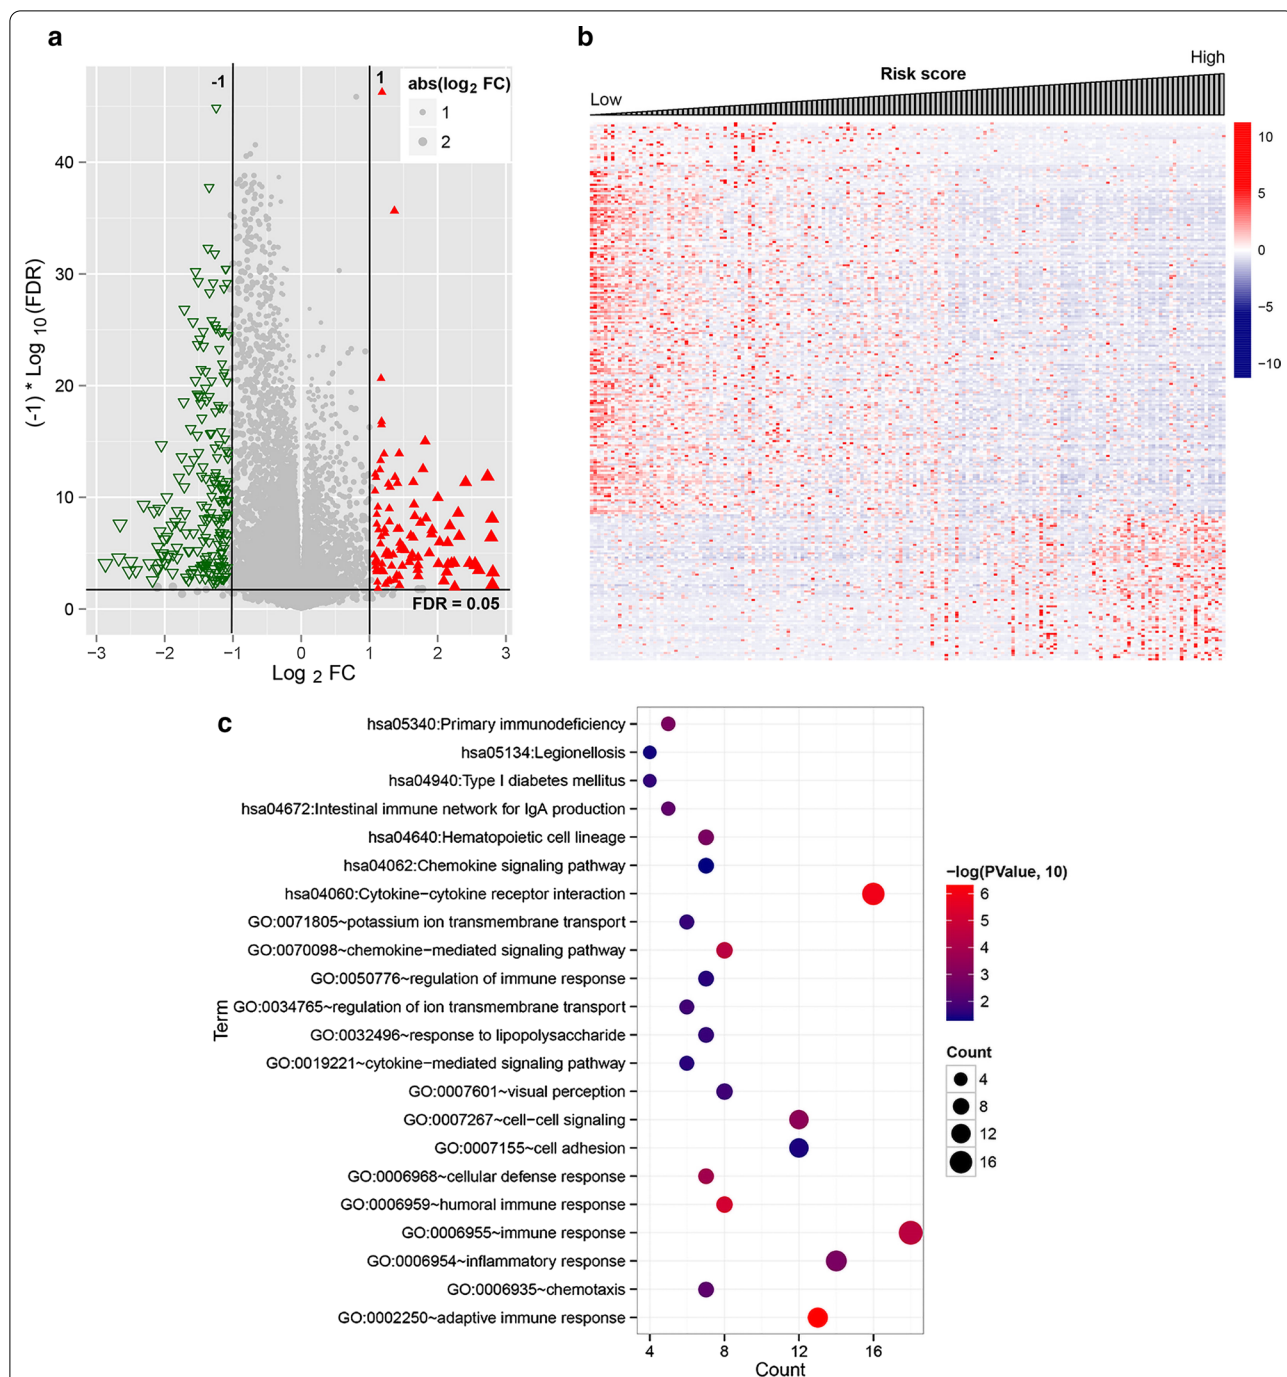 a
-1
1
abs(log2 FC)
1
2
40
30
20
10
0
(-1) * Log 10 (FDR)
FDR = 0.05
−3
−2
−1
0
1
2
3
Log 2 FC
b
High
Risk score
Low
10
5
0
−5
−10
c
hsa05340:Primary immunodeficiency
hsa05134:Legionellosis
hsa04940:Type I diabetes mellitus
hsa04672:Intestinal immune network for IgA production
hsa04640:Hematopoietic cell lineage
hsa04062:Chemokine signaling pathway
hsa04060:Cytokine−cytokine receptor interaction
GO:0071805~potassium ion transmembrane transport
GO:0070098~chemokine−mediated signaling pathway
GO:0050776~regulation of immune response
GO:0034765~regulation of ion transmembrane transport
GO:0032496~response to lipopolysaccharide
GO:0019221~cytokine−mediated signaling pathway
GO:0007601~visual perception
GO:0007267~cell−cell signaling
GO:0007155~cell adhesion
GO:0006968~cellular defense response
GO:0006959~humoral immune response
GO:0006955~immune response
GO:0006954~inflammatory response
GO:0006935~chemotaxis
GO:0002250~adaptive immune response
Term
4
8
12
16
Count
−log(PValue, 10)
6
5
4
3
2
Count
4
8
12
16